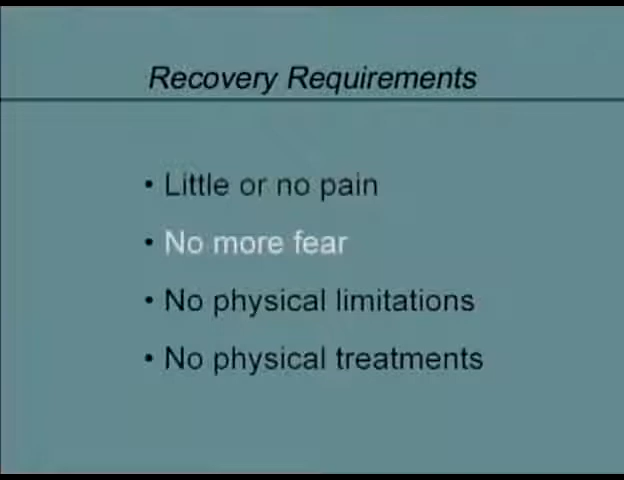 Recovery Requirements
• Little or no pain
• No more fear
• No physical limitations
• No physical treatments